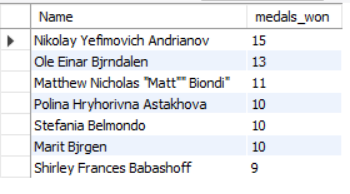 Name medals_won
Nikolay Yefimovich Andrianov 15
Ole Einar Bjrndalen 13
Matthew Nicholas "Matt"" Biondi" 11
Polina Hryhorivna Astakhova 10
Stefania Belmondo 10
Marit Bjrgen 10
Shirley Frances Babashoff 9